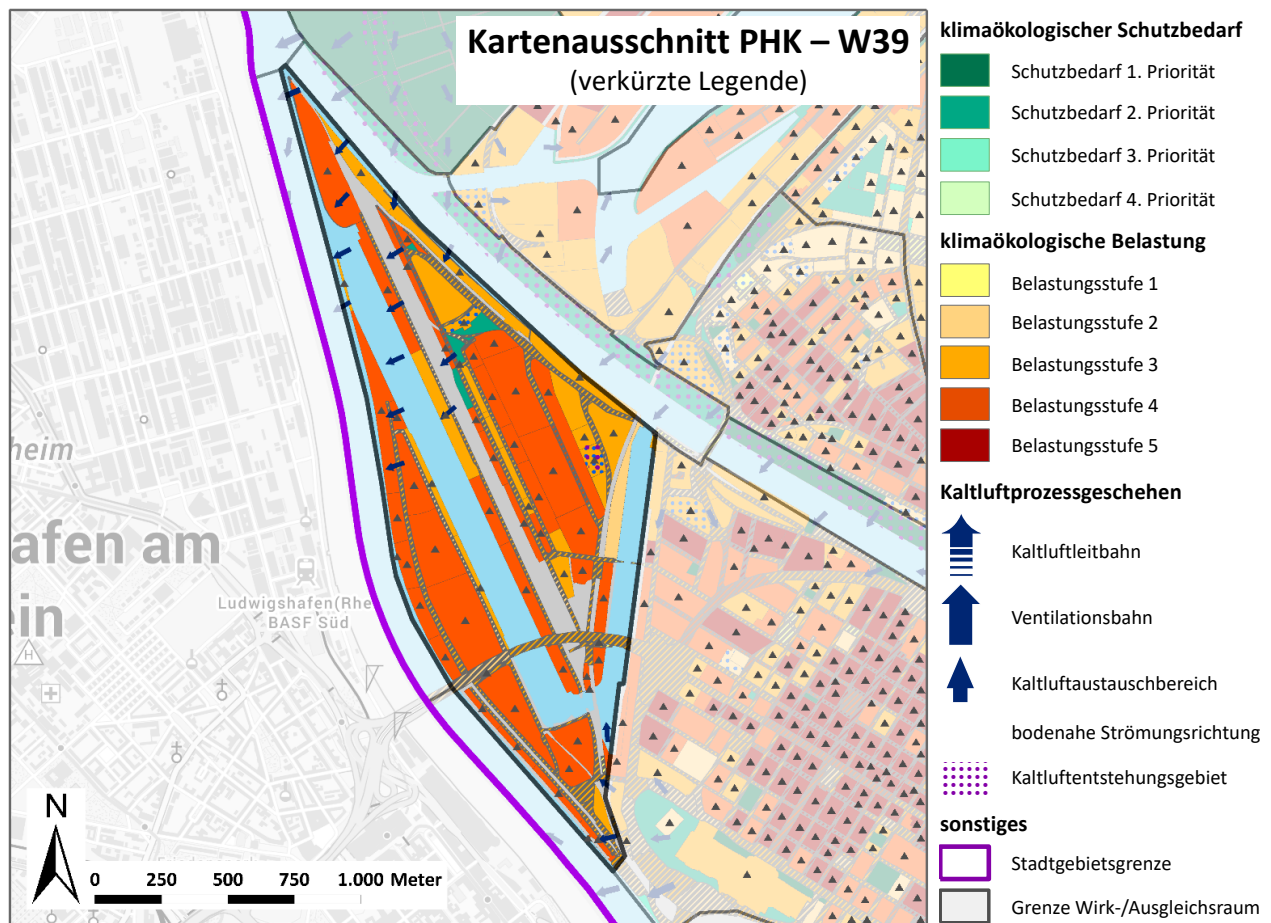 Kartenausschnitt PHK – W39
(verkürzte Legende)
heim
afen am
ein
Ludwigshafen(Rhe
BASF Süd
H
N
0 250 500 750 1.000 Meter
klimaökologischer Schutzbedarf
Schutzbedarf 1. Priorität
Schutzbedarf 2. Priorität
Schutzbedarf 3. Priorität
Schutzbedarf 4. Priorität
klimaökologische Belastung
Belastungsstufe 1
Belastungsstufe 2
Belastungsstufe 3
Belastungsstufe 4
Belastungsstufe 5
Kaltluftprozessgeschehen
Kaltluftleitbahn
Ventilationsbahn
Kaltluftaustauschbereich
bodennahe Strömungsrichtung
Kaltluftentstehungsgebiet
sonstiges
Stadtgebietsgrenze
Grenze Wirk-/Ausgleichsraum